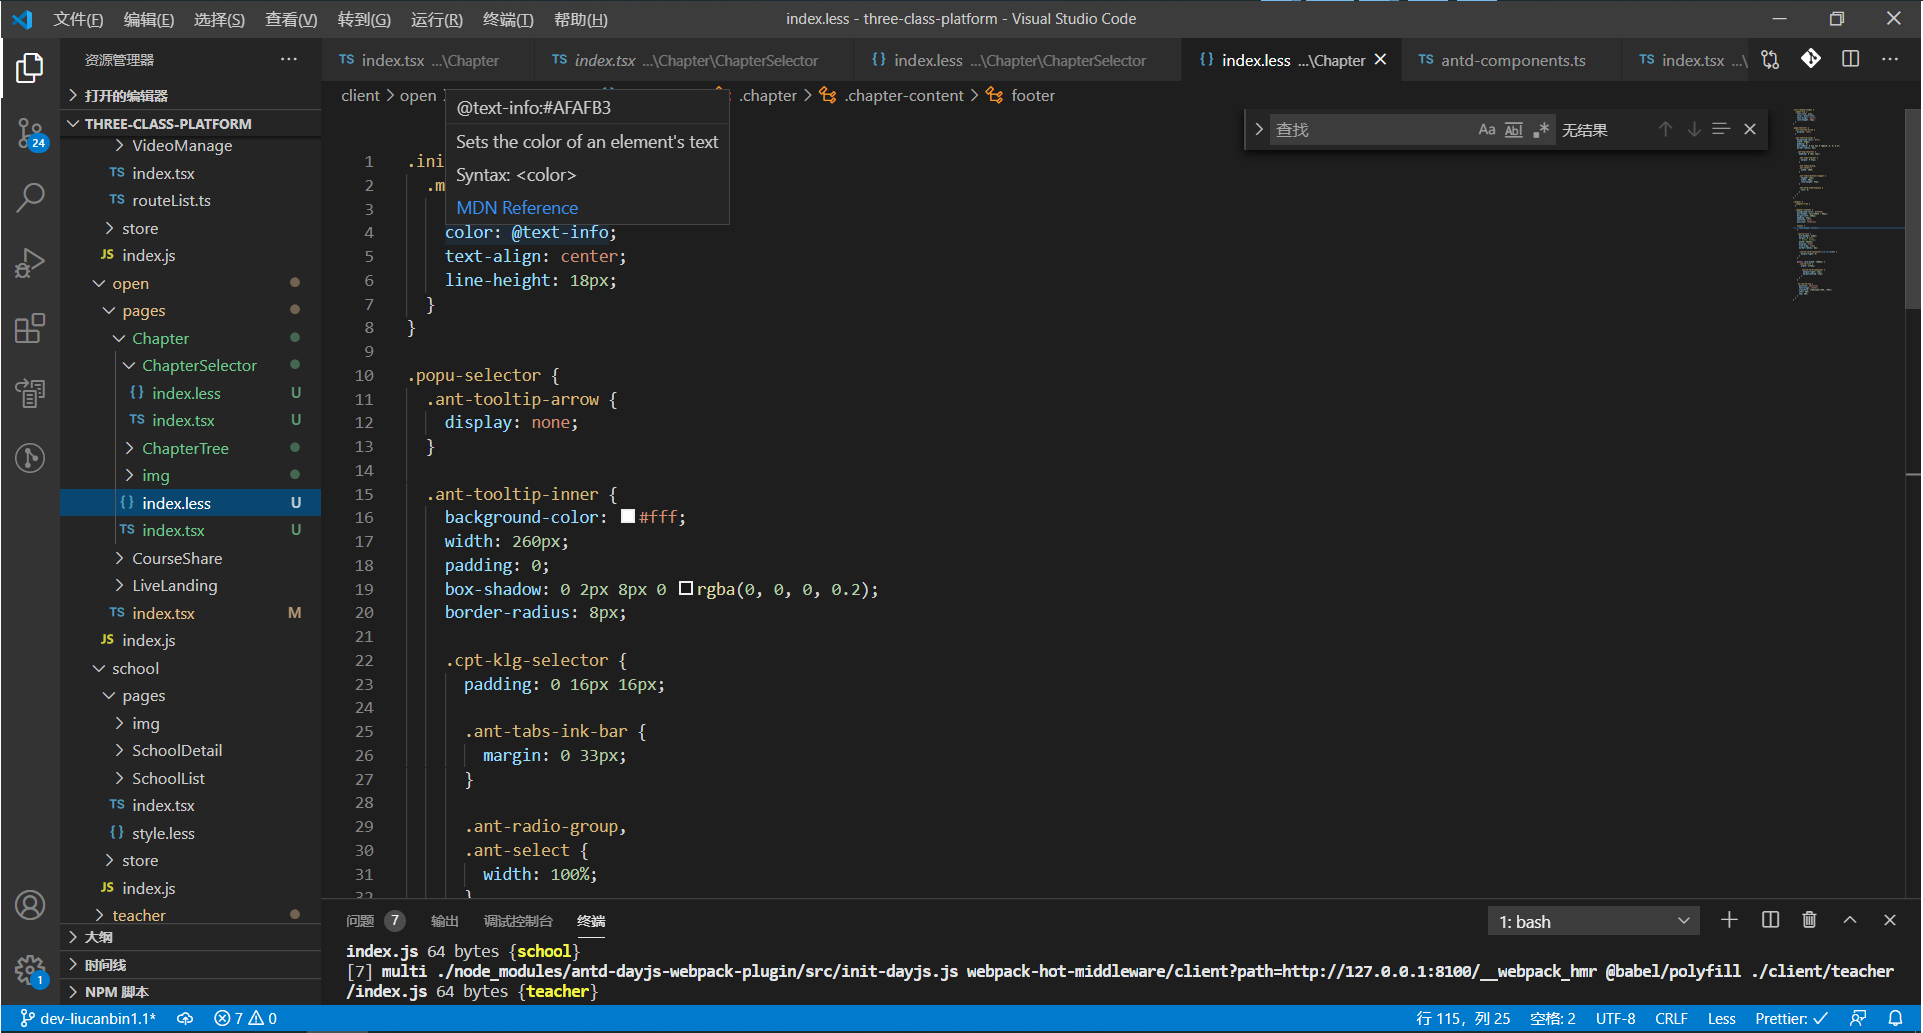 文件(F) 编辑(E) 选择(S) 查看(V) 转到(G) 运行(R) 终端(T) 帮助(H)
index.less - three-class-platform - Visual Studio Code
资源管理器
打开的编辑器
THREE-CLASS-PLATFORM
VideoManage
TS index.tsx
TS routeList.ts
store
JS index.js
open
pages
Chapter
ChapterSelector
{} index.less U
TS index.tsx U
ChapterTree
img
{} index.less U
TS index.tsx U
CourseShare
LiveLanding
TS index.tsx M
JS index.js
school
pages
img
SchoolDetail
SchoolList
TS index.tsx
{} style.less
store
JS index.js
teacher
大纲
时间线
NPM 脚本
24
1
TS index.tsx ...\Chapter
TS index.tsx ...\Chapter\ChapterSelector
{} index.less ...\Chapter\ChapterSelector
{} index.less ...\Chapter
TS antd-components.ts
TS index.tsx ...\
client > open
.chapter > .chapter-content > footer
@text-info:#AFAFB3
Sets the color of an element's text
Syntax: <color>
MDN Reference
查找 Aa Abl .* 无结果
1 .ini
2 .m
3
4 color: @text-info;
5 text-align: center;
6 line-height: 18px;
7 }
8 }
9
10 .popu-selector {
11 .ant-tooltip-arrow {
12 display: none;
13 }
14
15 .ant-tooltip-inner {
16 background-color: #fff;
17 width: 260px;
18 padding: 0;
19 box-shadow: 0 2px 8px 0 rgba(0, 0, 0, 0.2);
20 border-radius: 8px;
21
22 .cpt-klg-selector {
23 padding: 0 16px 16px;
24
25 .ant-tabs-ink-bar {
26 margin: 0 33px;
27 }
28
29 .ant-radio-group,
30 .ant-select {
31 width: 100%;
32 }
问题 7 输出 调试控制台 终端
1: bash
index.js 64 bytes {school}
[7] multi ./node_modules/antd-dayjs-webpack-plugin/src/init-dayjs.js webpack-hot-middleware/client?path=http://127.0.0.1:8100/__webpack_hmr @babel/polyfill ./client/teacher
/index.js 64 bytes {teacher}
dev-liucanbin1.1* 7 0
行 115，列 25 空格: 2 UTF-8 CRLF Less Prettier: ✓